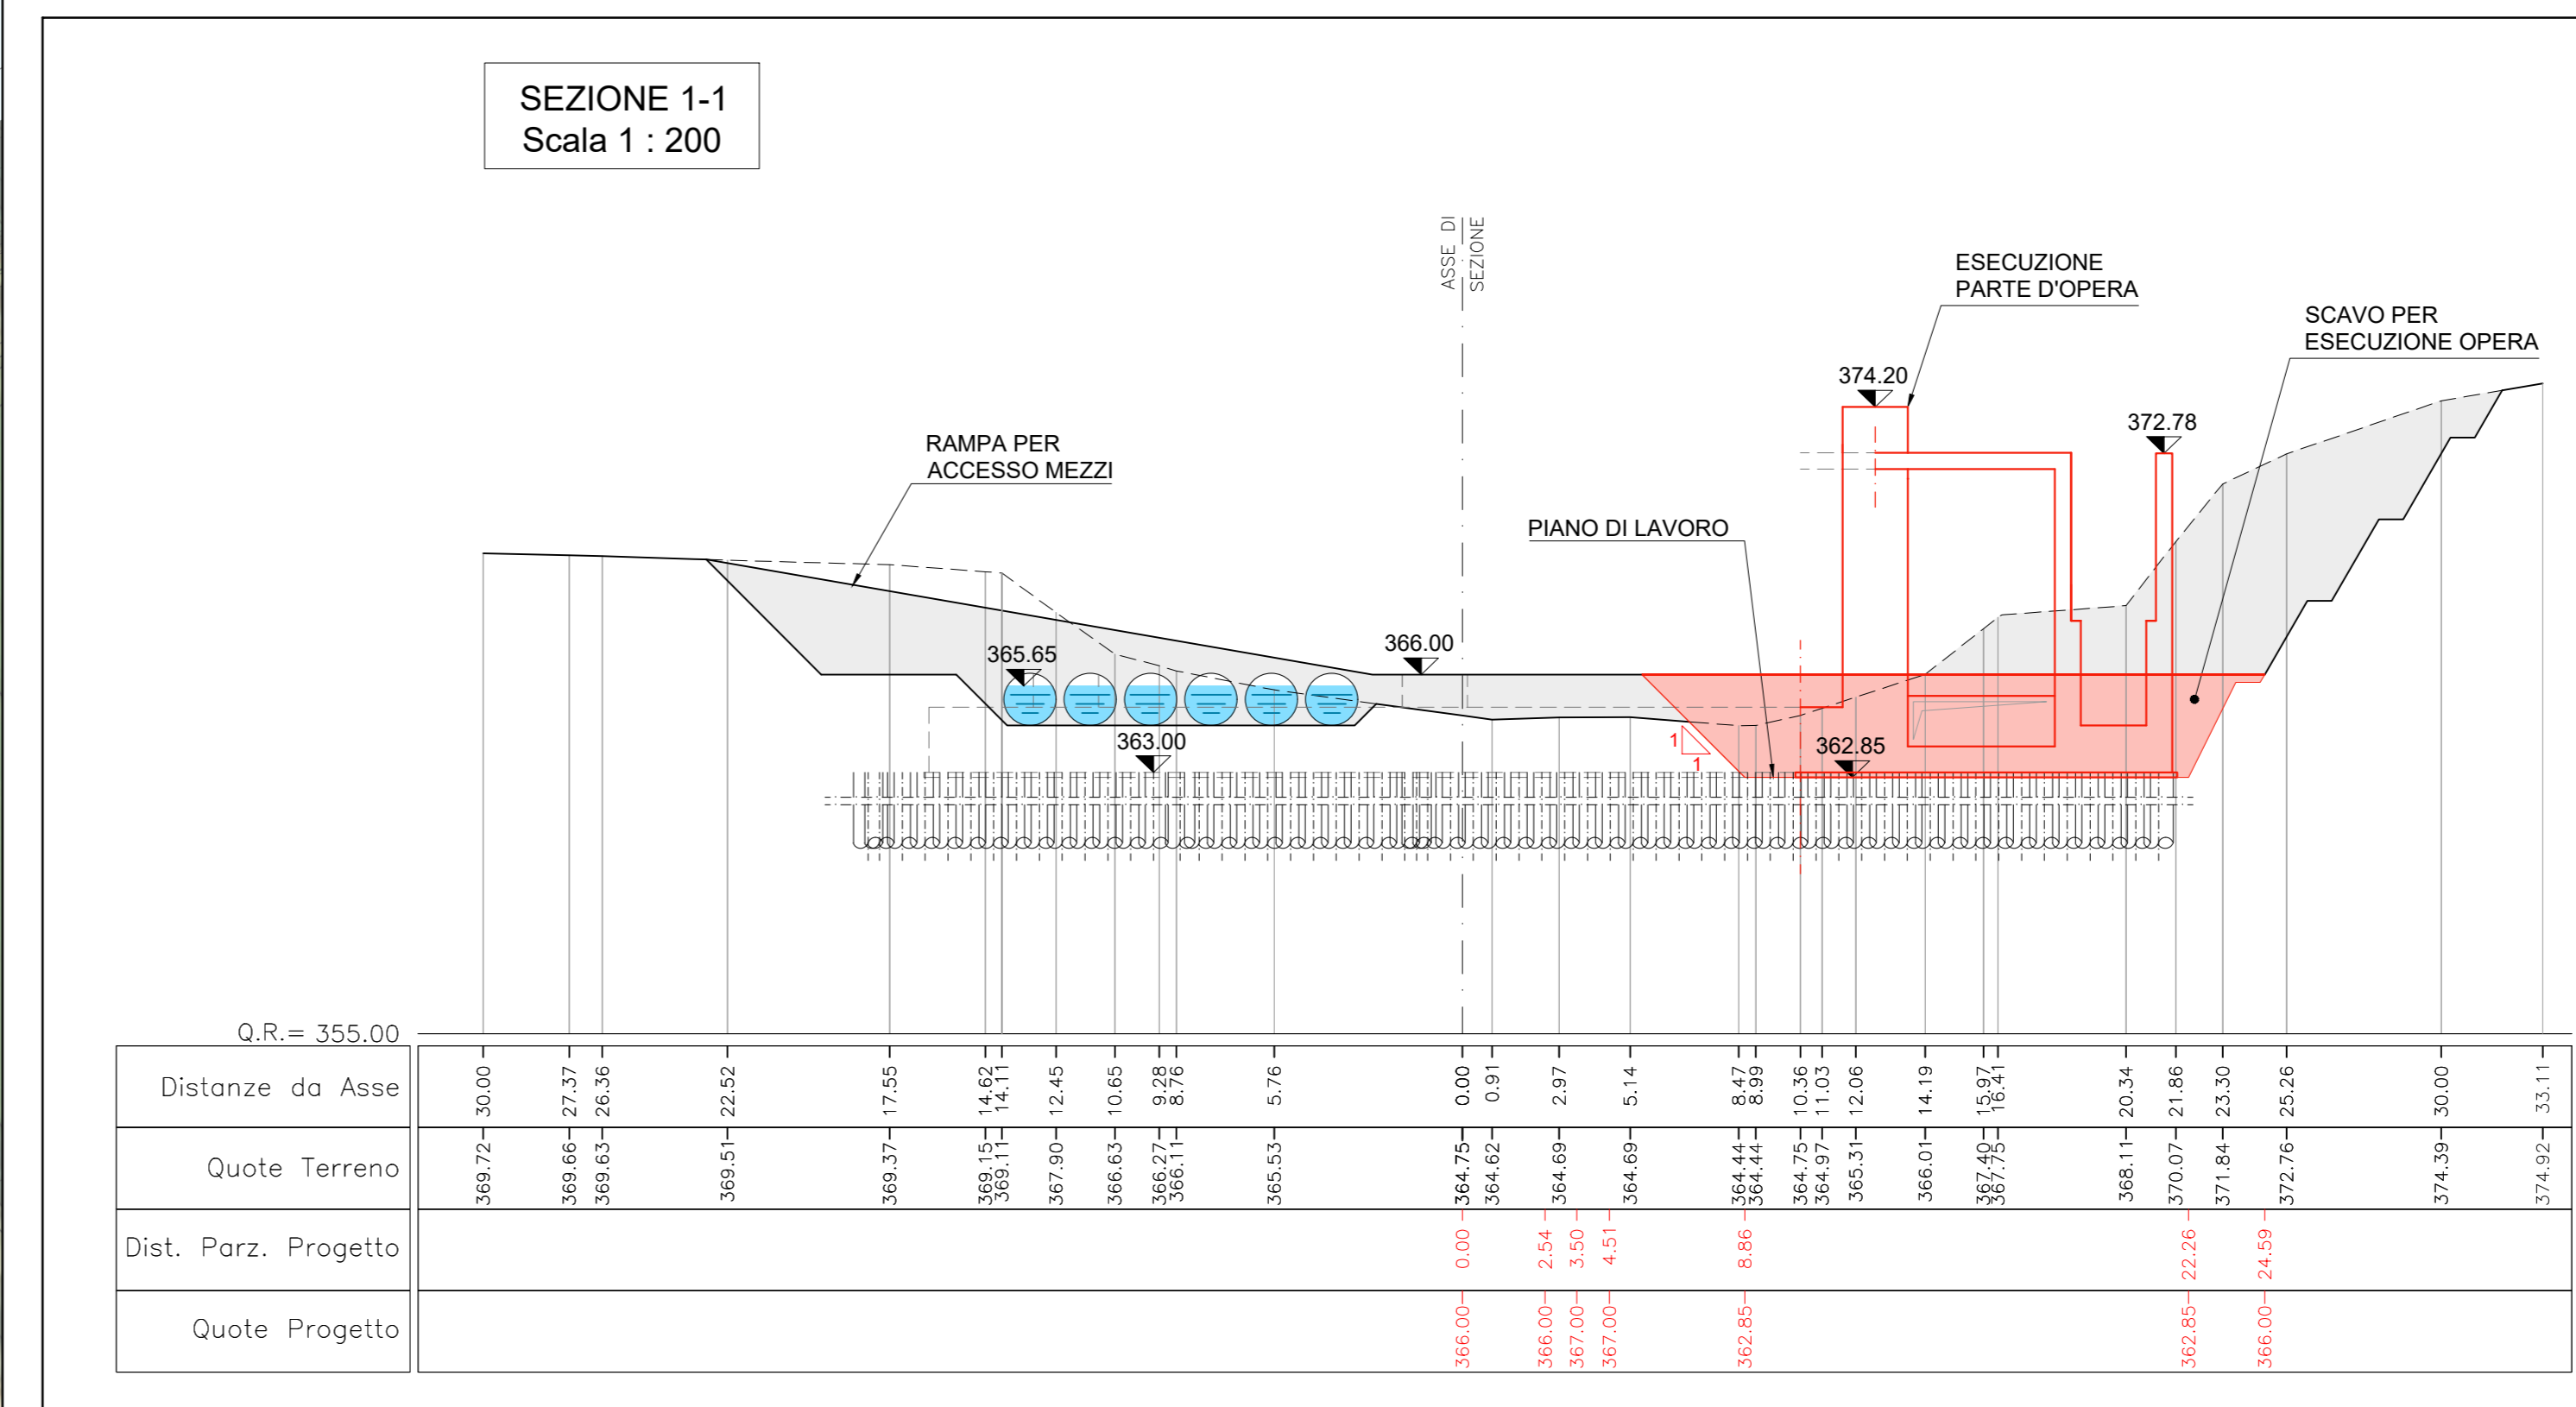 SEZIONE 1-1
Scala 1 : 200
ASSE DI
SEZIONE
ESECUZIONE
PARTE D'OPERA
SCAVO PER
ESECUZIONE OPERA
374.20
372.78
RAMPA PER
ACCESSO MEZZI
PIANO DI LAVORO
365.65
366.00
363.00
362.85
1
1
Q.R.= 355.00
Distanze da Asse 30.00 27.37 26.36 22.52 17.55 14.62 14.11 12.45 10.65 9.28 8.76 5.76 0.00 0.91 2.97 5.14 8.47 8.99 10.36 11.03 12.06 14.19 15.97 16.41 20.34 21.86 23.30 25.26 30.00 33.11
Quote Terreno 369.72 369.66 369.63 369.51 369.37 369.15 369.11 367.90 366.63 366.27 366.11 365.53 364.75 364.62 364.69 364.69 364.44 364.44 364.75 364.97 365.31 366.01 367.40 367.75 368.11 370.07 371.84 372.76 374.39 374.92
Dist. Parz. Progetto 0.00 2.54 3.50 4.51 8.86 22.26 24.59
Quote Progetto 366.00 366.00 367.00 367.00 362.85 362.85 366.00